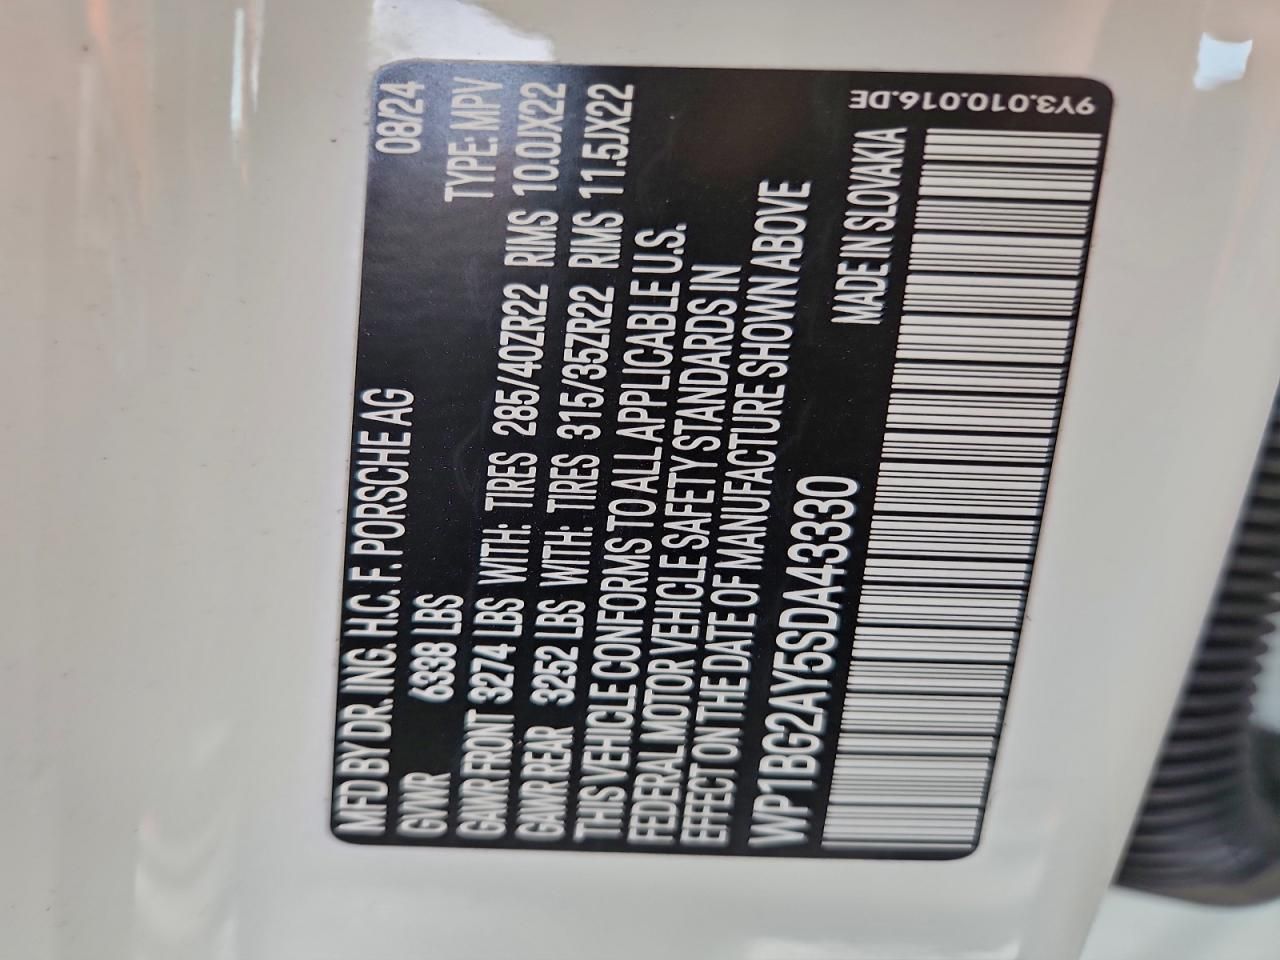 MFD BY DR. ING. H.C. F. PORSCHE AG 08/24
GVWR 6338 LBS TYPE: MPV
GAWR FRONT 3274 LBS WITH: TIRES 285/40ZR22 RIMS 10.0JX22
GAWR REAR 3252 LBS WITH: TIRES 315/35ZR22 RIMS 11.5JX22
THIS VEHICLE CONFORMS TO ALL APPLICABLE U.S.
FEDERAL MOTOR VEHICLE SAFETY STANDARDS IN
EFFECT ON THE DATE OF MANUFACTURE SHOWN ABOVE
WP1BG2AY5SDA43330
MADE IN SLOVAKIA
9Y3.010.016.DE